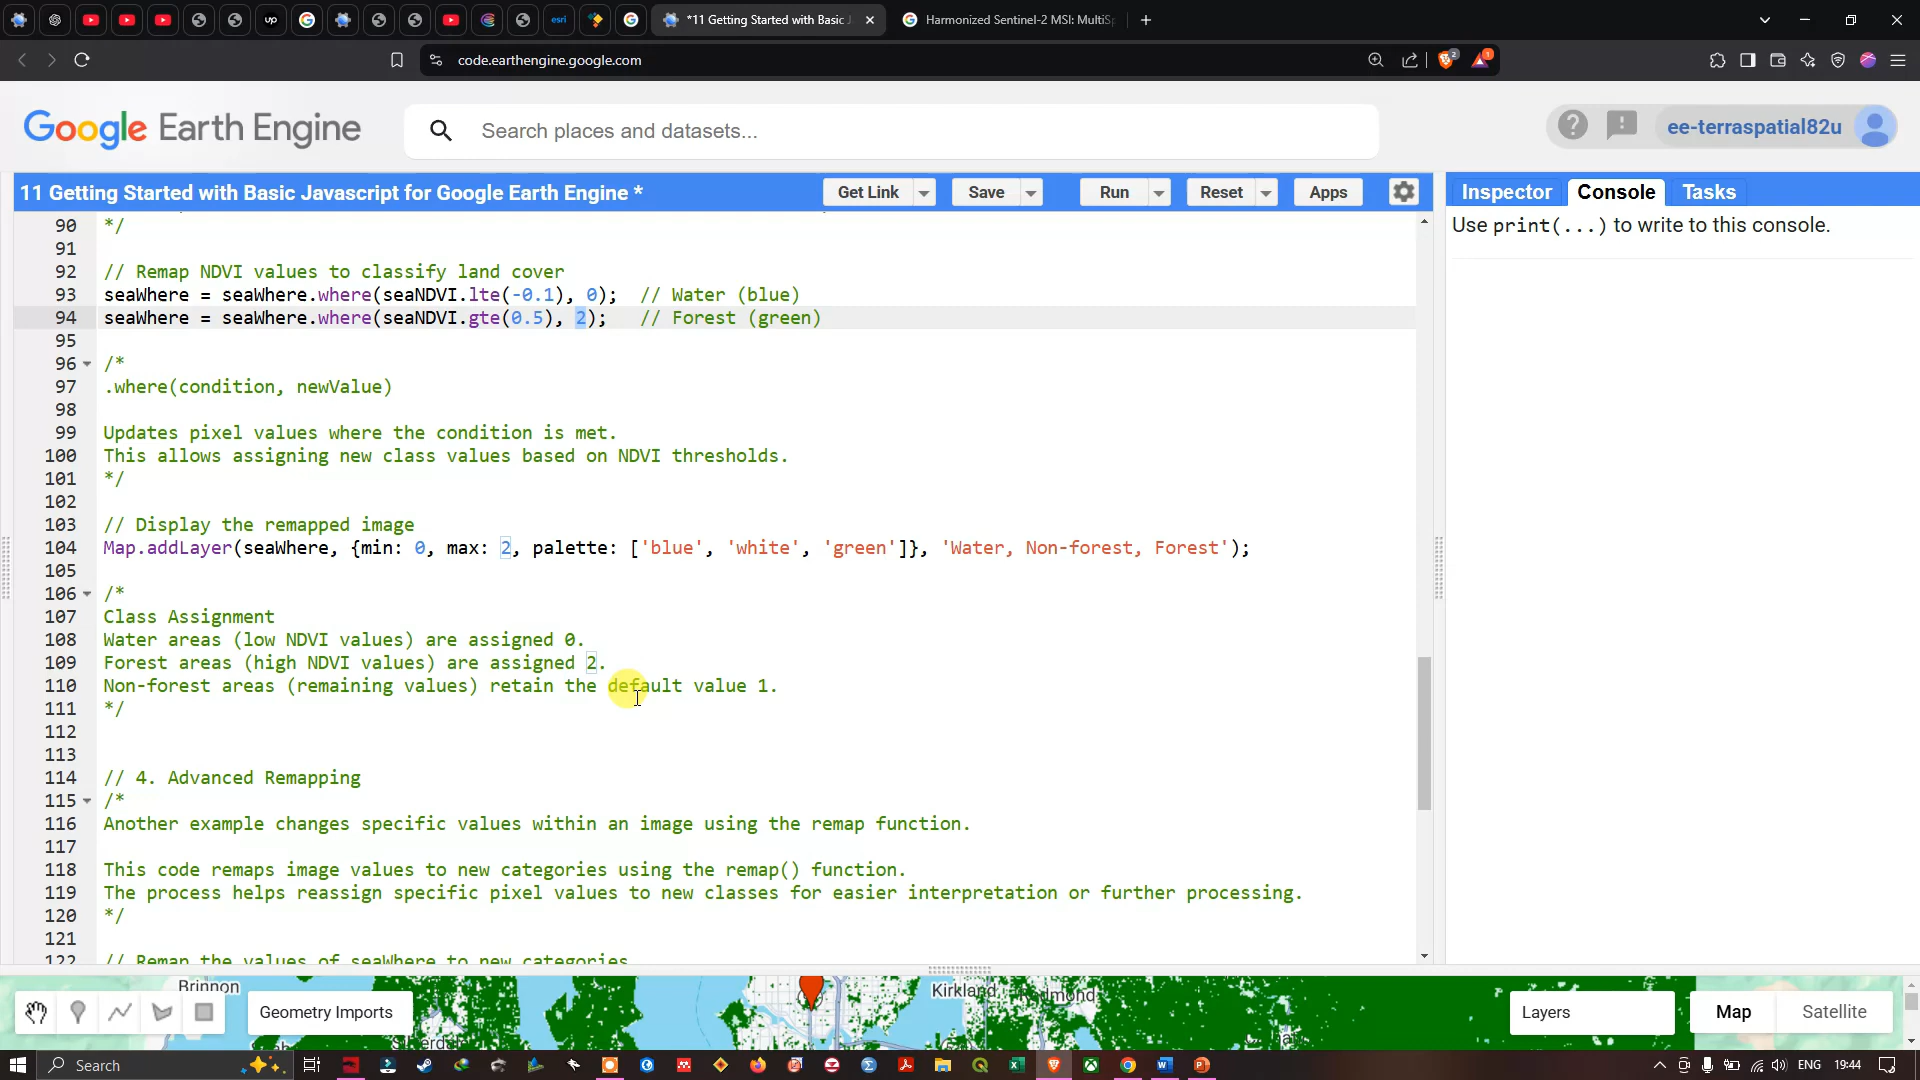 *11 Getting Started with Basic J
Harmonized Sentinel-2 MSI: MultiSp
code.earthengine.google.com
Google Earth Engine
Search places and datasets...
ee-terraspatial82u
11 Getting Started with Basic Javascript for Google Earth Engine *
Get Link
Save
Run
Reset
Apps
Inspector
Console
Tasks
Use print(...) to write to this console.
90 */
91
92 // Remap NDVI values to classify land cover
93 seaWhere = seaWhere.where(seaNDVI.lte(-0.1), 0);  // Water (blue)
94 seaWhere = seaWhere.where(seaNDVI.gte(0.5), 2);   // Forest (green)
95
96 /*
97 .where(condition, newValue)
98
99 Updates pixel values where the condition is met.
100 This allows assigning new class values based on NDVI thresholds.
101 */
102
103 // Display the remapped image
104 Map.addLayer(seaWhere, {min: 0, max: 2, palette: ['blue', 'white', 'green']}, 'Water, Non-forest, Forest');
105
106 /*
107 Class Assignment
108 Water areas (low NDVI values) are assigned 0.
109 Forest areas (high NDVI values) are assigned 2.
110 Non-forest areas (remaining values) retain the default value 1.
111 */
112
113
114 // 4. Advanced Remapping
115 /*
116 Another example changes specific values within an image using the remap function.
117
118 This code remaps image values to new categories using the remap() function.
119 The process helps reassign specific pixel values to new classes for easier interpretation or further processing.
120 */
121
122 // Remap the values of seaWhere to new categories
Brinnon
Kirkland
Redmond
Geometry Imports
Layers
Map
Satellite
Search
ENG
19:44